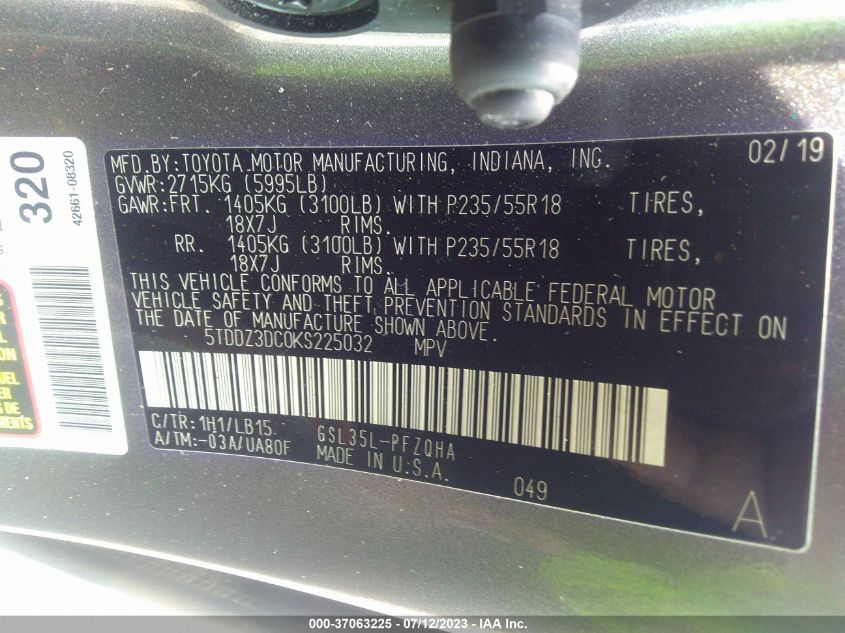 MFD.BY:TOYOTA MOTOR MANUFACTURING, INDIANA, INC. 02/19
GVWR:2715KG (5995LB)
GAWR:FRT. 1405KG (3100LB) WITH P235/55R18 TIRES,
18X7J RIMS.
RR. 1405KG (3100LB) WITH P235/55R18 TIRES,
18X7J RIMS.
THIS VEHICLE CONFORMS TO ALL APPLICABLE FEDERAL MOTOR
VEHICLE SAFETY AND THEFT PREVENTION STANDARDS IN EFFECT ON
THE DATE OF MANUFACTURE SHOWN ABOVE.
5TDDZ3DC0KS225032 MPV
C/TR:1H1/LB15 GSL35L-PFZQHA
A/TM:-03A/UA80F MADE IN U.S.A.
049
A
320
42661-08320
000-37063225 - 07/12/2023 - IAAI.com